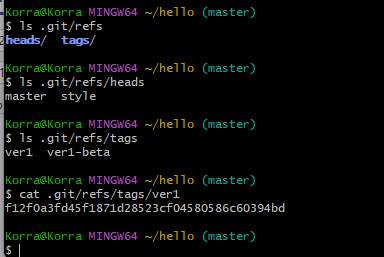 Korra@Korra MINGW64 ~/hello (master)
$ ls .git/refs
heads/  tags/
Korra@Korra MINGW64 ~/hello (master)
$ ls .git/refs/heads
master  style
Korra@Korra MINGW64 ~/hello (master)
$ ls .git/refs/tags
ver1  ver1-beta
Korra@Korra MINGW64 ~/hello (master)
$ cat .git/refs/tags/ver1
f12f0a3fd45f1871d28523cf04580586c60394bd
Korra@Korra MINGW64 ~/hello (master)
$